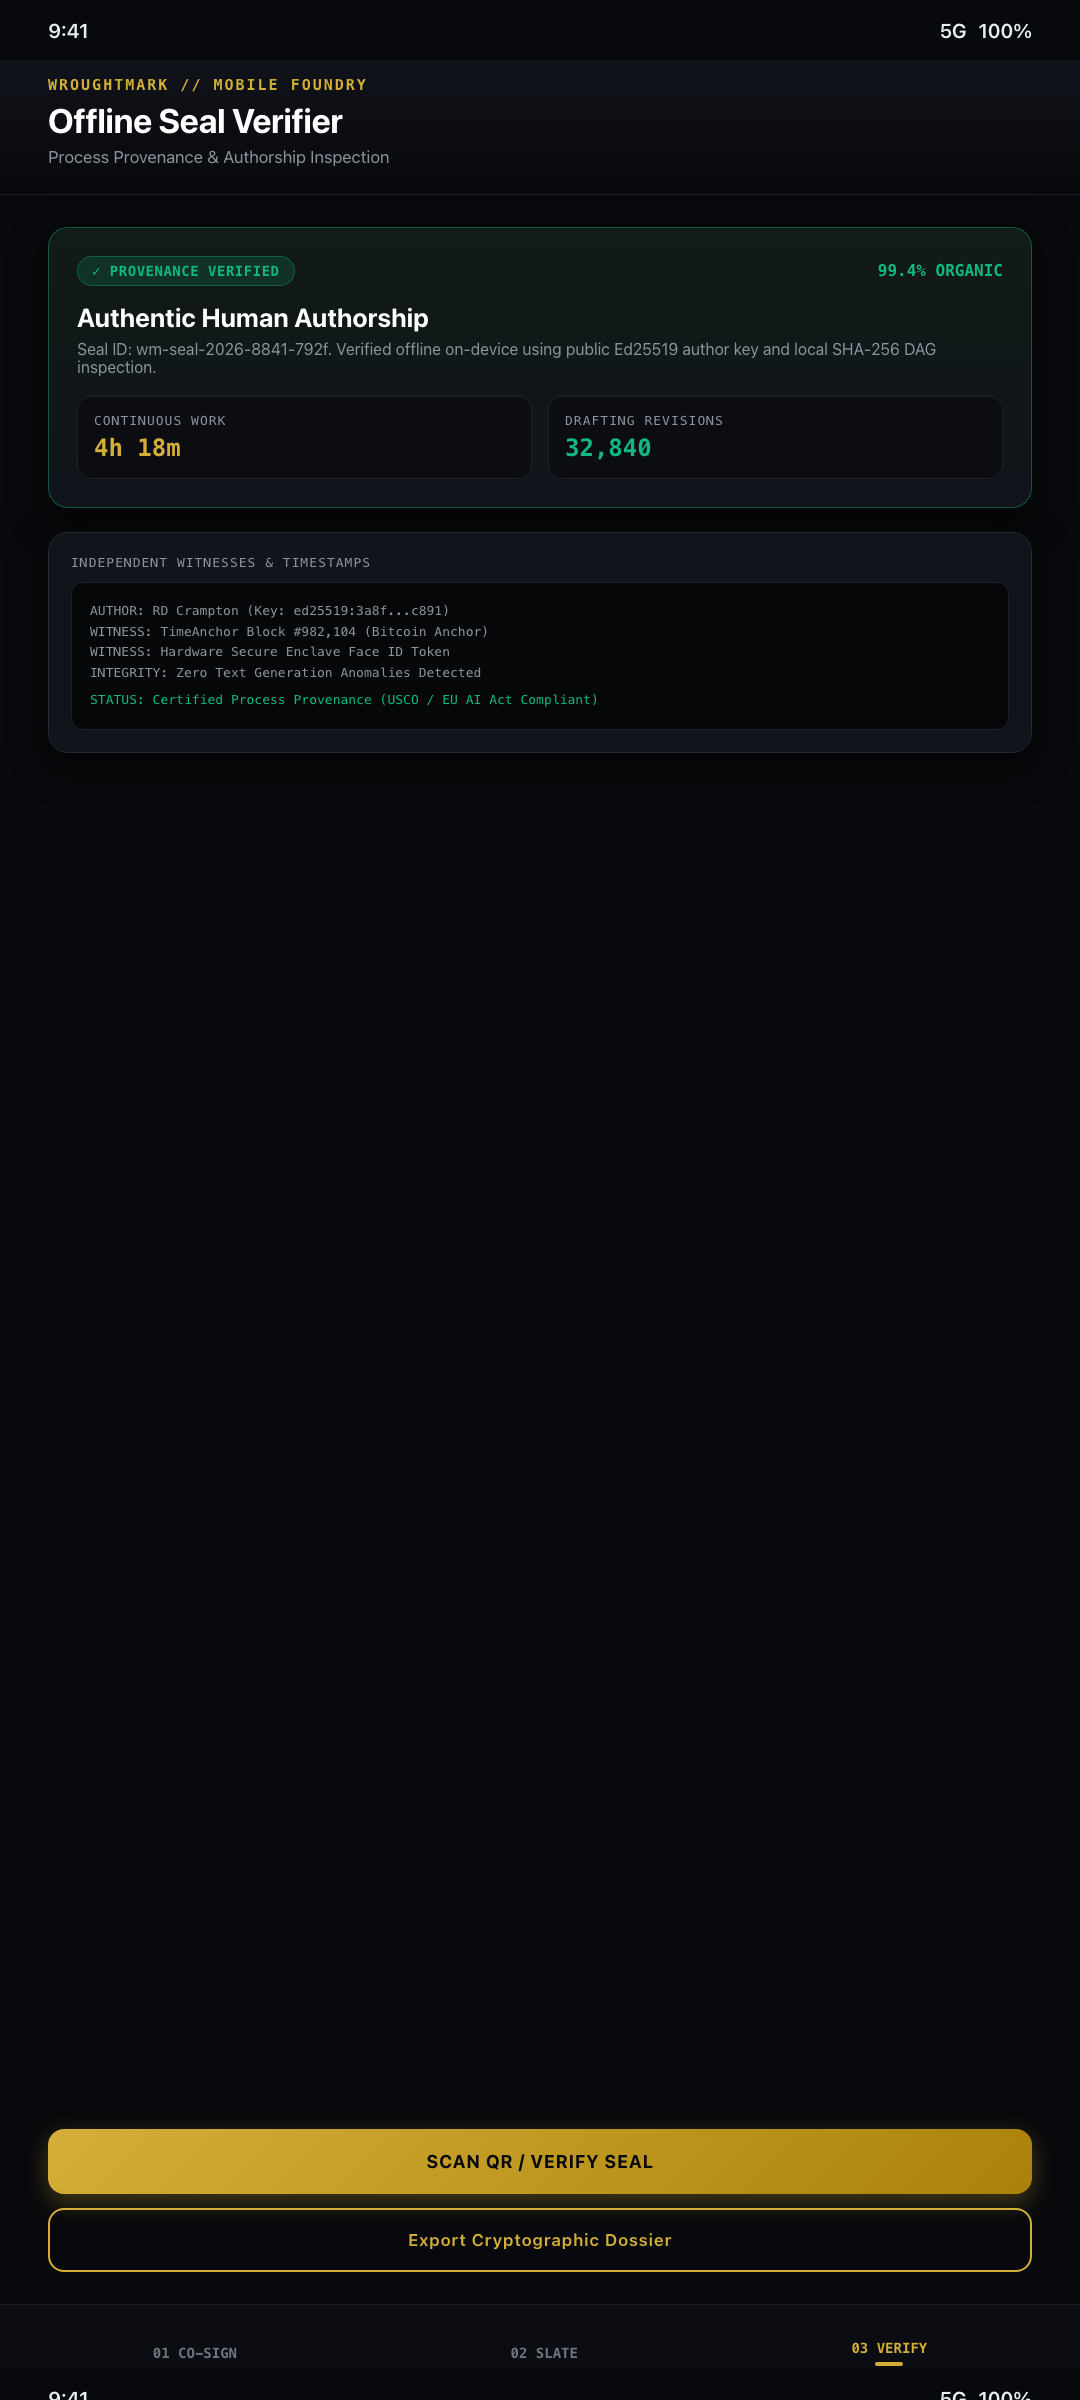 9:41
5G 100%
WROUGHTMARK // MOBILE FOUNDRY
Offline Seal Verifier
Process Provenance & Authorship Inspection
✓ PROVENANCE VERIFIED
99.4% ORGANIC
Authentic Human Authorship
Seal ID: wm-seal-2026-8841-792f. Verified offline on-device using public Ed25519 author key and local SHA-256 DAG
inspection.
CONTINUOUS WORK
4h 18m
DRAFTING REVISIONS
32,840
INDEPENDENT WITNESSES & TIMESTAMPS
AUTHOR: RD Crampton (Key: ed25519:3a8f...c891)
WITNESS: TimeAnchor Block #982,104 (Bitcoin Anchor)
WITNESS: Hardware Secure Enclave Face ID Token
INTEGRITY: Zero Text Generation Anomalies Detected
STATUS: Certified Process Provenance (USCO / EU AI Act Compliant)
SCAN QR / VERIFY SEAL
Export Cryptographic Dossier
01 CO-SIGN
02 SLATE
03 VERIFY
9:41
5G 100%